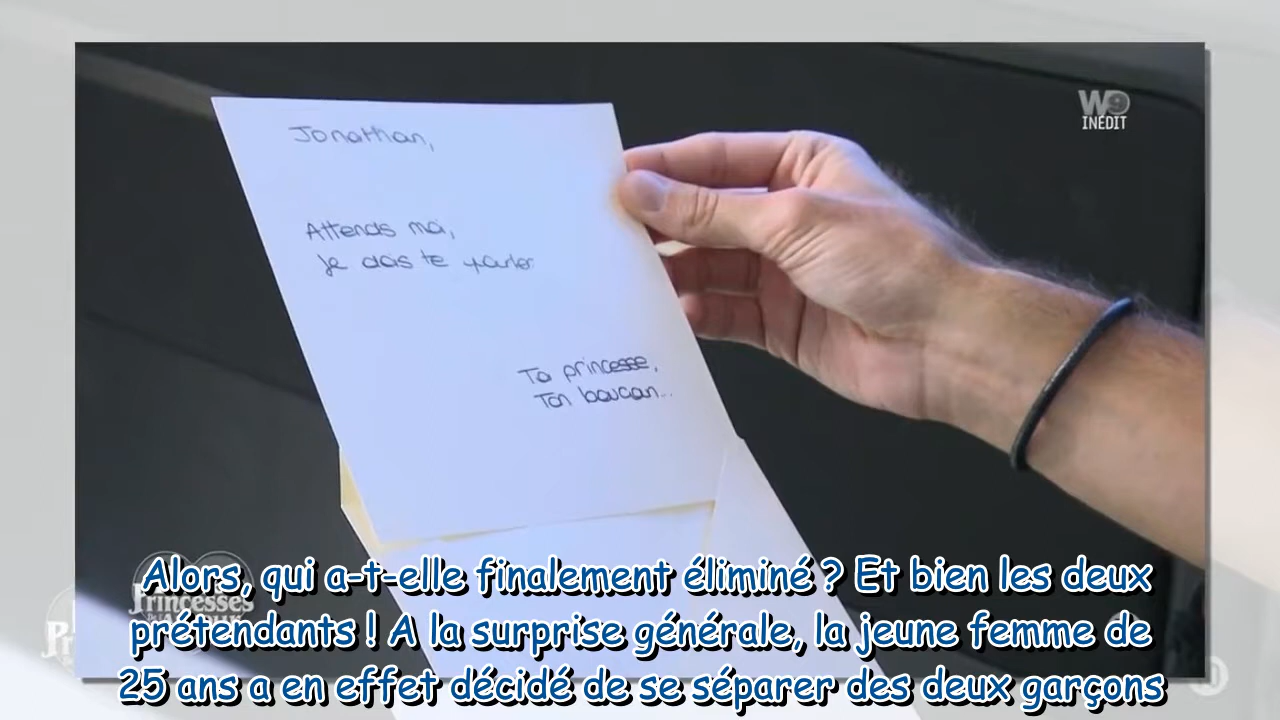 W9
INÉDIT
Jonathan,
Attends moi,
je dois te parler
Ta princesse,
Ton boucan...
Princesses
Alors, qui a-t-elle finalement éliminé ? Et bien les deux
prétendants ! A la surprise générale, la jeune femme de
25 ans a en effet décidé de se séparer des deux garçons